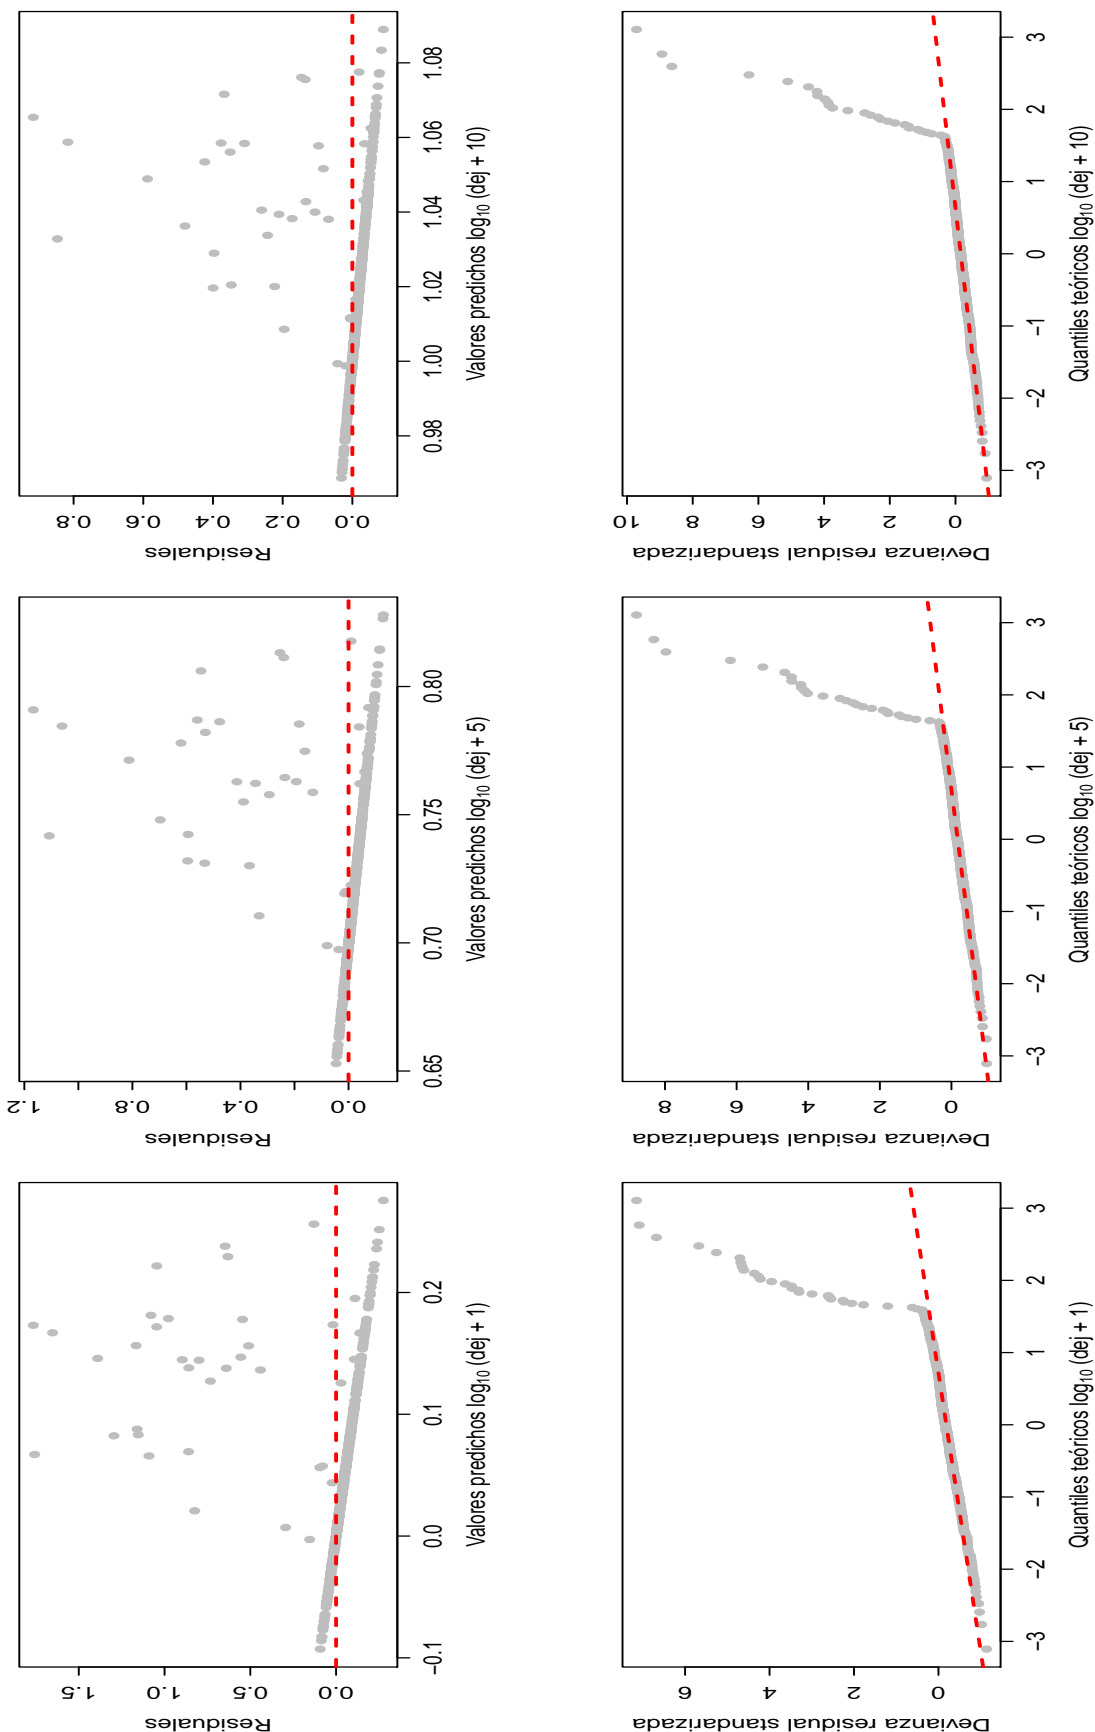 Residuales
0.0 0.5 1.0 1.5
−0.1 0.0 0.1 0.2
Valores predichos log10 (dej + 1)
Residuales
0.0 0.4 0.8 1.2
0.65 0.70 0.75 0.80
Valores predichos log10 (dej + 5)
Residuales
0.0 0.2 0.4 0.6 0.8
0.98 1.00 1.02 1.04 1.06 1.08
Valores predichos log10 (dej + 10)
Devianza residual standarizada
0 2 4 6
−3 −2 −1 0 1 2 3
Quantiles teóricos log10 (dej + 1)
Devianza residual standarizada
0 2 4 6 8
−3 −2 −1 0 1 2 3
Quantiles teóricos log10 (dej + 5)
Devianza residual standarizada
0 2 4 6 8 10
−3 −2 −1 0 1 2 3
Quantiles teóricos log10 (dej + 10)